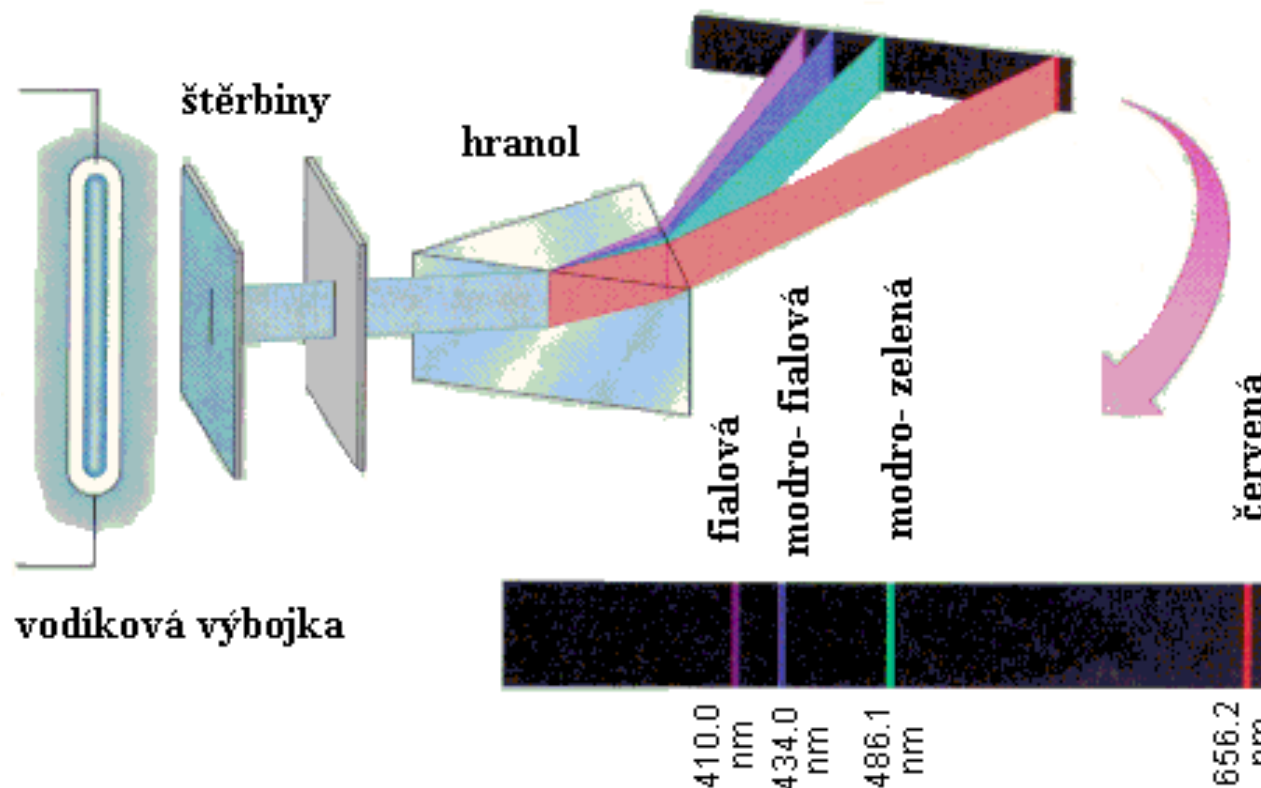 štěrbiny
hranol
fialová
modro- fialová
modro- zelená
červená
vodíková výbojka
410.0
nm
434.0
nm
486.1
nm
656.2
nm